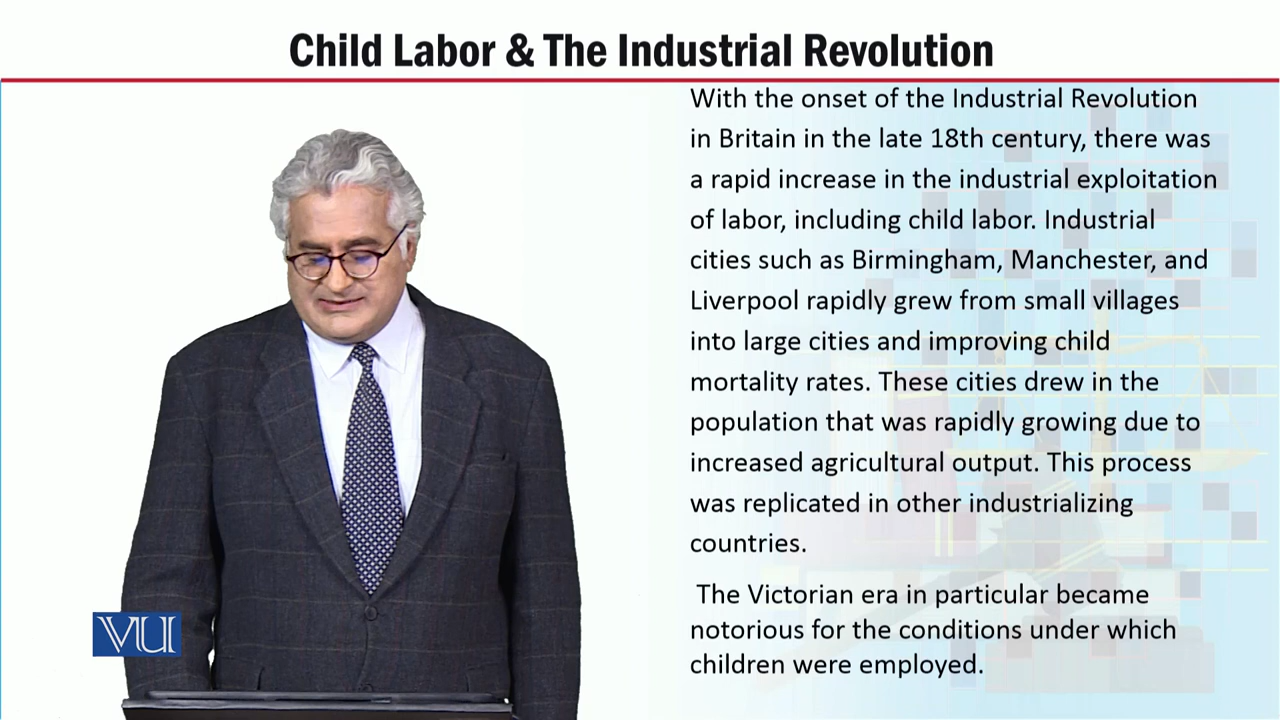 Child Labor & The Industrial Revolution
With the onset of the Industrial Revolution
in Britain in the late 18th century, there was
a rapid increase in the industrial exploitation
of labor, including child labor. Industrial
cities such as Birmingham, Manchester, and
Liverpool rapidly grew from small villages
into large cities and improving child
mortality rates. These cities drew in the
population that was rapidly growing due to
increased agricultural output. This process
was replicated in other industrializing
countries.
The Victorian era in particular became
notorious for the conditions under which
children were employed.
VU